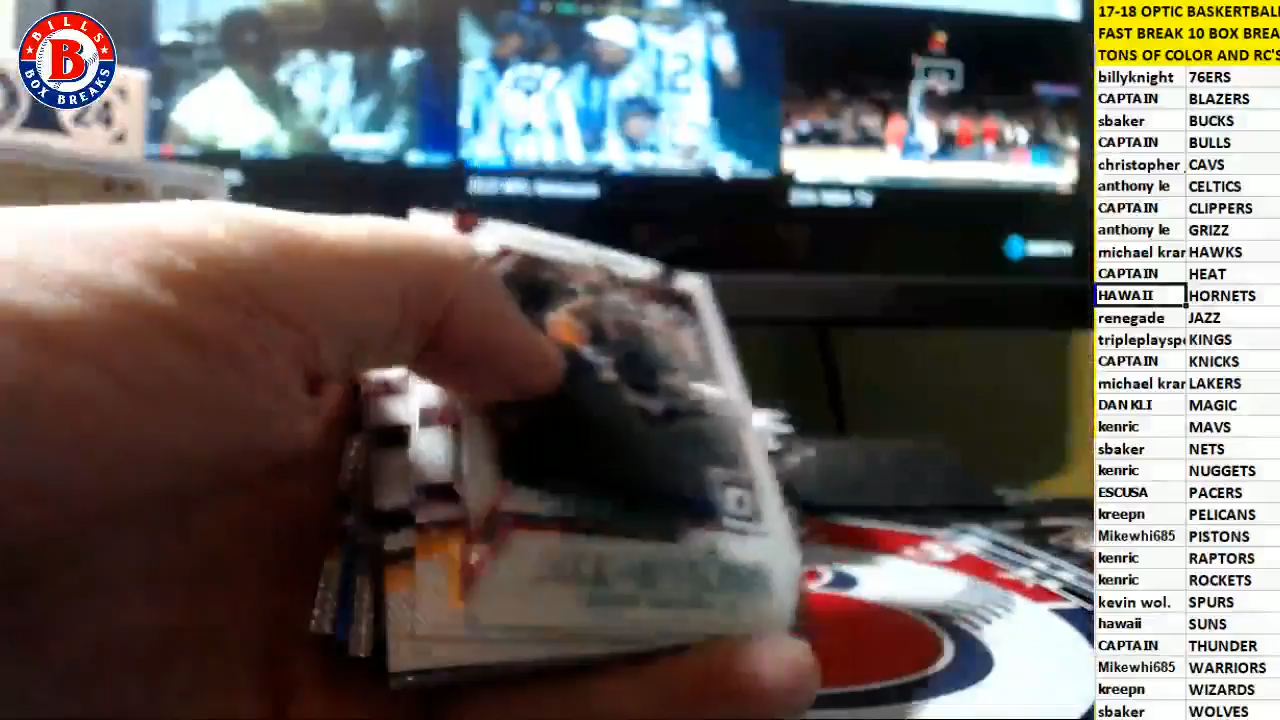 BILLS
B
BOX BREAKS
17-18 OPTIC BASKERTBALL
FAST BREAK 10 BOX BREA
TONS OF COLOR AND RC'S
billyknight 76ERS
CAPTAIN BLAZERS
sbaker BUCKS
CAPTAIN BULLS
christopher CAVS
anthony le CELTICS
CAPTAIN CLIPPERS
anthony le GRIZZ
michael krar HAWKS
CAPTAIN HEAT
HAWAII HORNETS
renegade JAZZ
tripleplayspo KINGS
CAPTAIN KNICKS
michael krar LAKERS
DAN KLI MAGIC
kenric MAVS
sbaker NETS
kenric NUGGETS
ESCUSA PACERS
kreepn PELICANS
Mikewhi685 PISTONS
kenric RAPTORS
kenric ROCKETS
kevin wol. SPURS
hawaii SUNS
CAPTAIN THUNDER
Mikewhi685 WARRIORS
kreepn WIZARDS
sbaker WOLVES